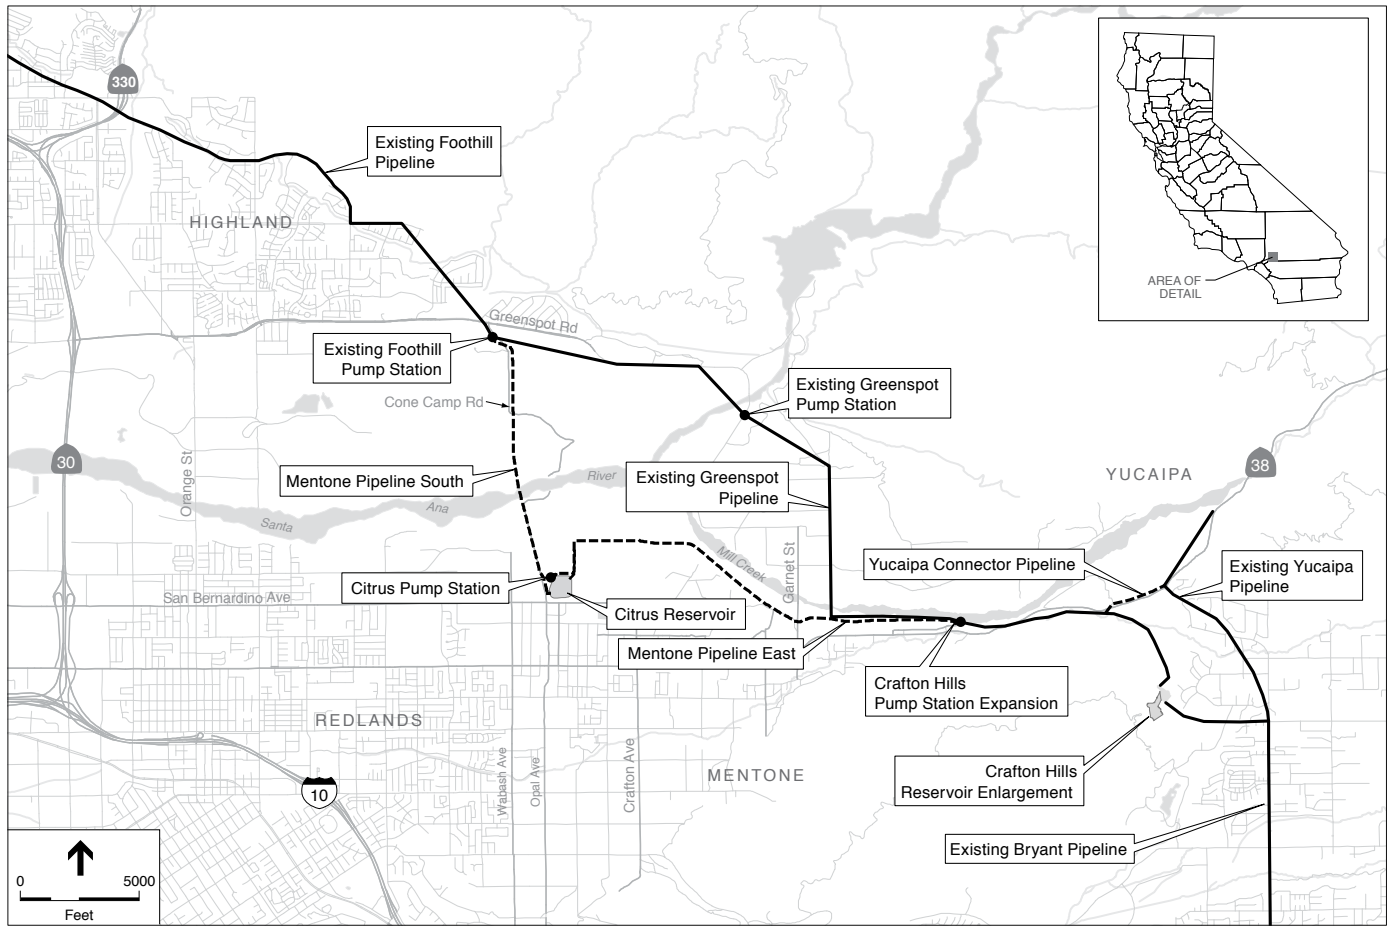 330
Existing Foothill
Pipeline
HIGHLAND
AREA OF
DETAIL
Greenspot Rd
Existing Foothill
Pump Station
Existing Greenspot
Pump Station
Cone Camp Rd
30
Orange St
Mentone Pipeline South
Santa
Ana
River
Existing Greenspot
Pipeline
YUCAIPA
38
Mill Creek
Garnet St
Yucaipa Connector Pipeline
Existing Yucaipa
Pipeline
Citrus Pump Station
San Bernardino Ave
Citrus Reservoir
Mentone Pipeline East
Crafton Hills
Pump Station Expansion
REDLANDS
Wabash Ave
Opal Ave
Crafton Ave
MENTONE
Crafton Hills
Reservoir Enlargement
10
Existing Bryant Pipeline
0
5000
Feet